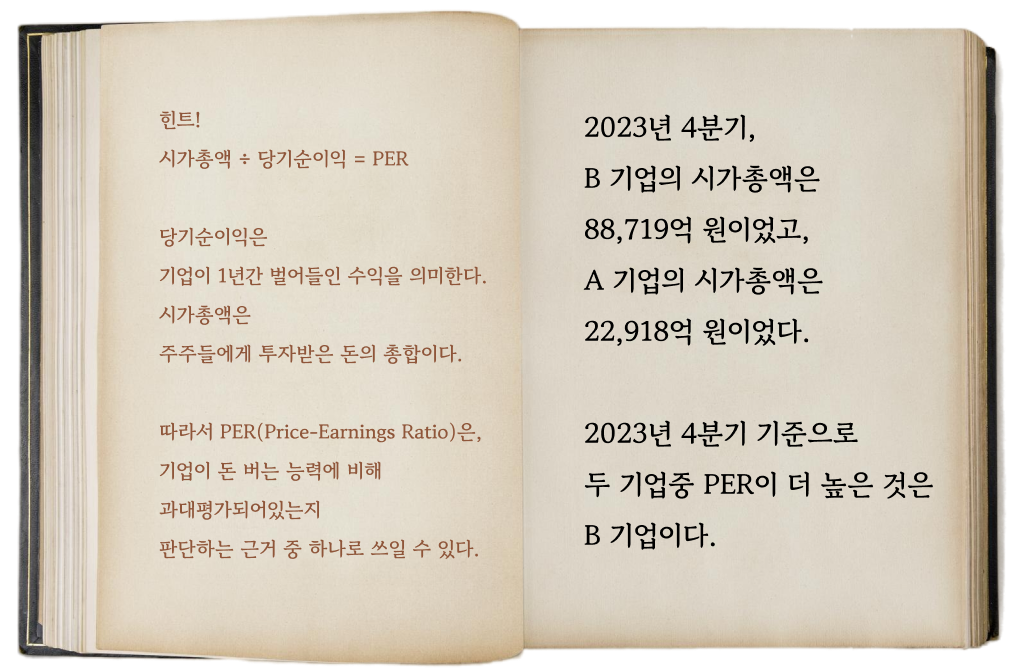 힌트!
시가총액 ÷ 당기순이익 = PER
당기순이익은
기업이 1년간 벌어들인 수익을 의미한다.
시가총액은
주주들에게 투자받은 돈의 총합이다.
따라서 PER(Price-Earnings Ratio)은,
기업이 돈 버는 능력에 비해
과대평가되어있는지
판단하는 근거 중 하나로 쓰일 수 있다.
2023년 4분기,
B 기업의 시가총액은
88,719억 원이었고,
A 기업의 시가총액은
22,918억 원이었다.
2023년 4분기 기준으로
두 기업중 PER이 더 높은 것은
B 기업이다.